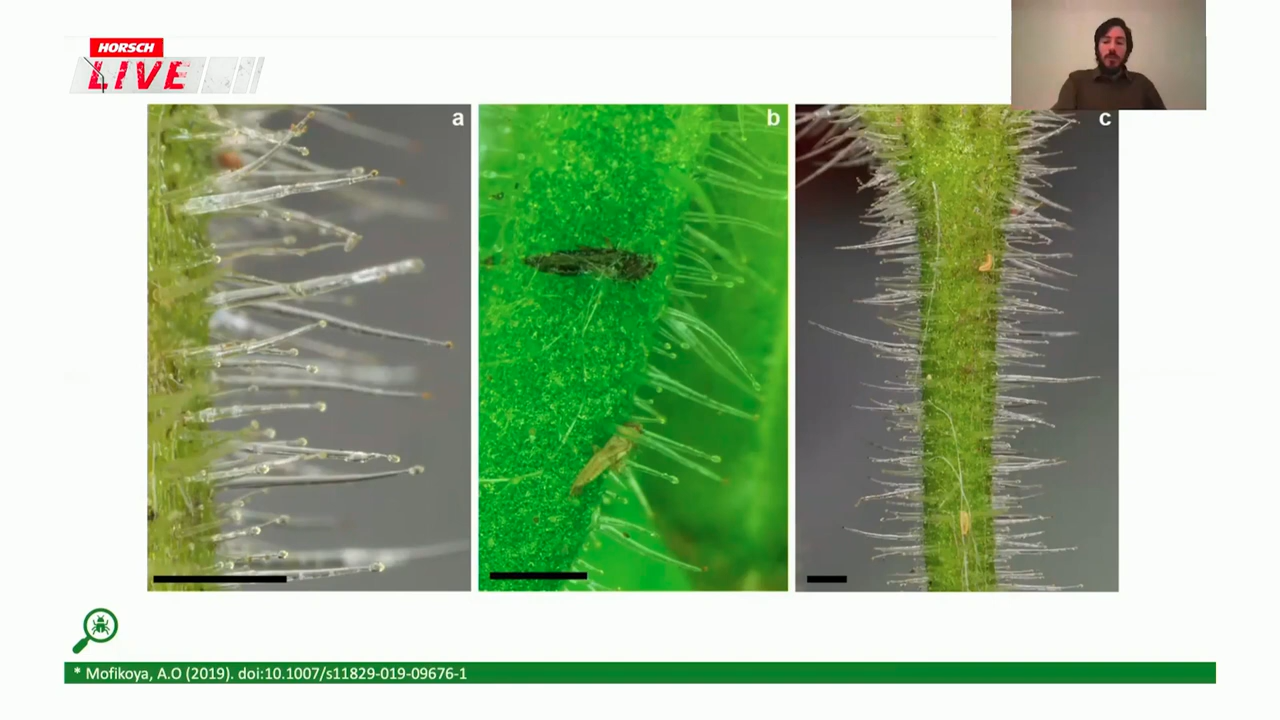 HORSCH
LIVE
a
b
c
* Mofikoya, A.O (2019). doi:10.1007/s11829-019-09676-1